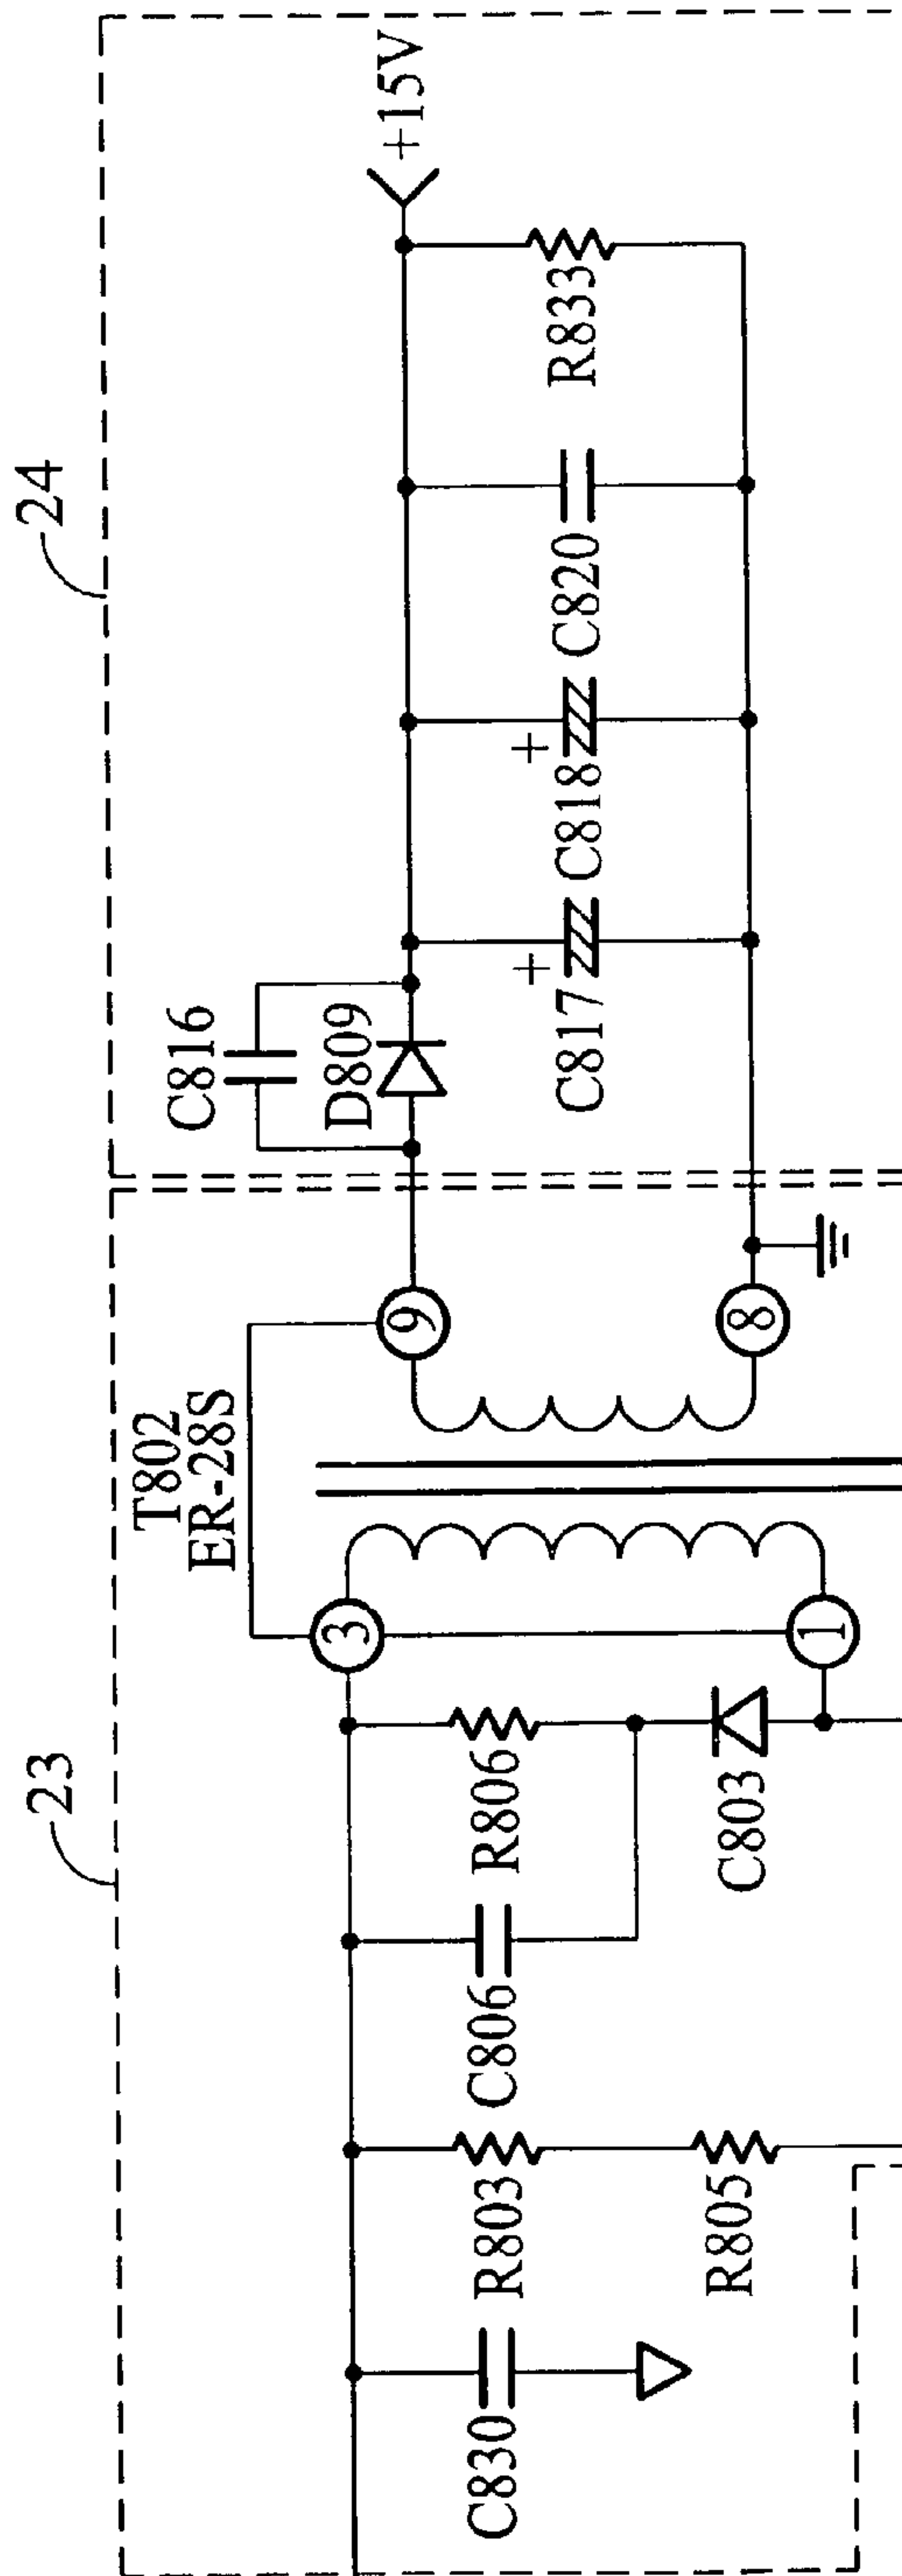 23
24
T802
ER-28S
C816
D809
+15V
3
9
1
8
C830
R803
C806
R806
R805
C803
+
C817
+
C818
C820
R833